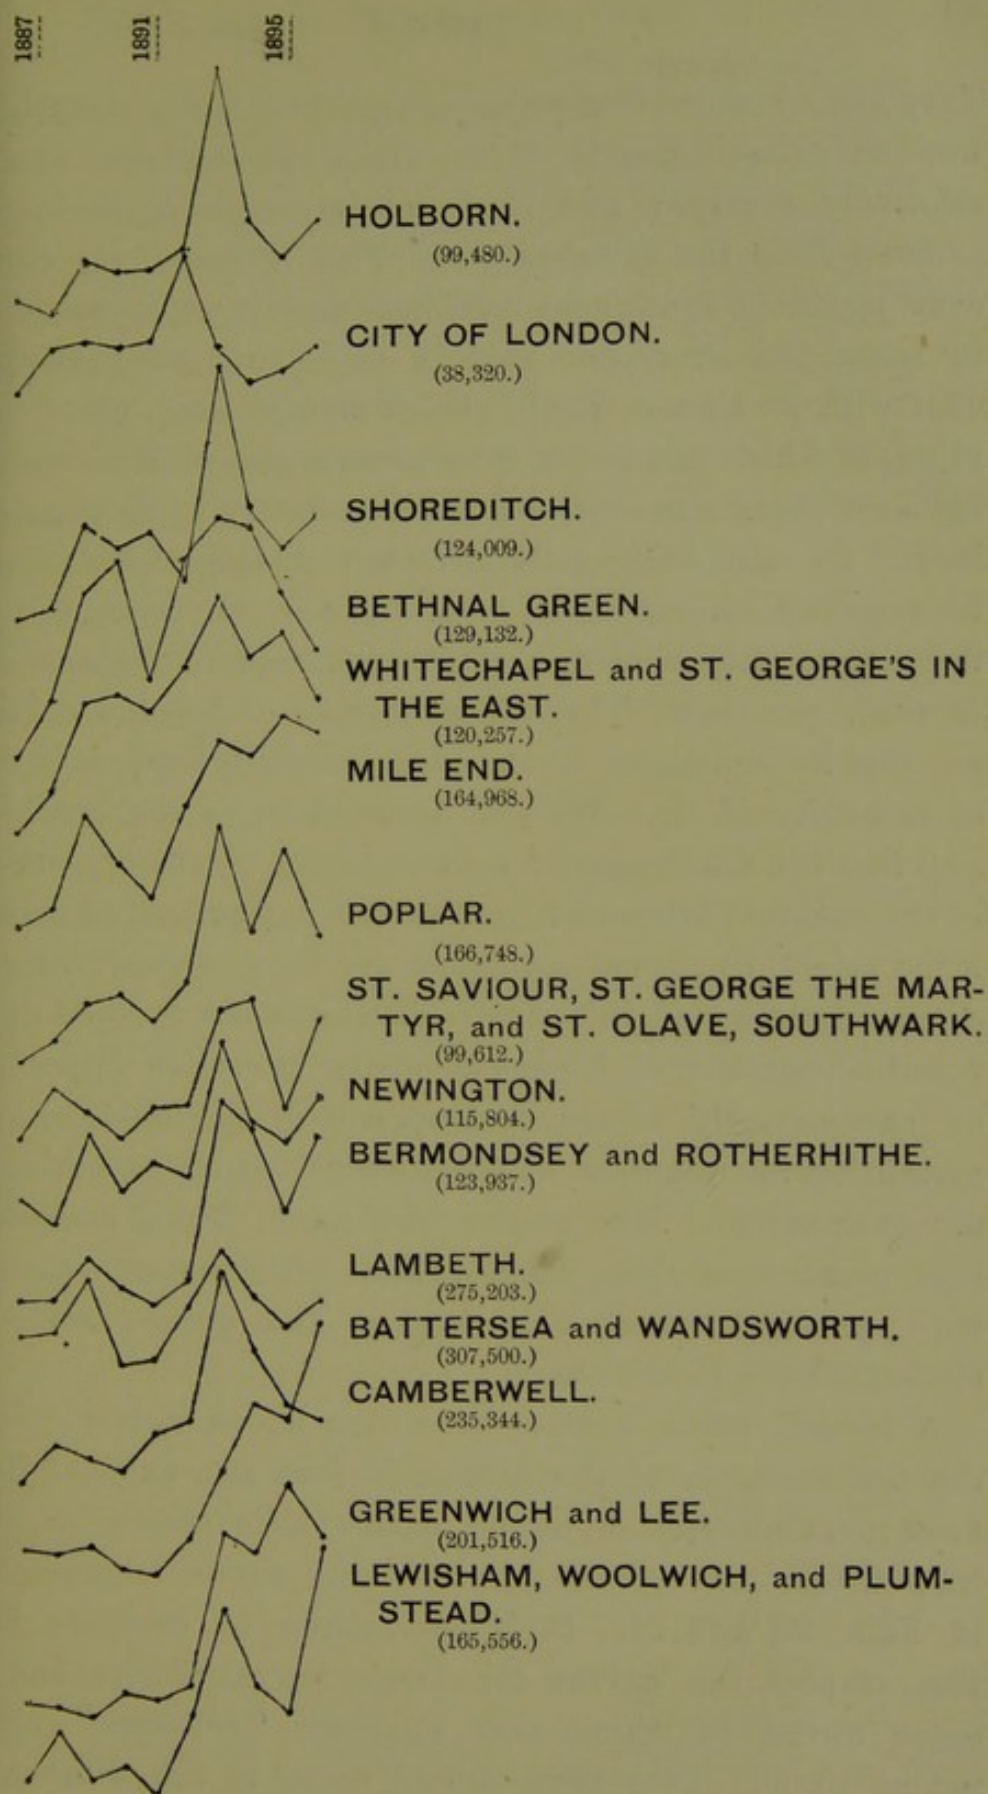 1887
1891
1895
HOLBORN.
(99,480.)
CITY OF LONDON.
(38,320.)
SHOREDITCH.
(124,009.)
BETHNAL GREEN.
(129,132.)
WHITECHAPEL and ST. GEORGE'S IN
THE EAST.
(120,257.)
MILE END.
(164,968.)
POPLAR.
(166,748.)
ST. SAVIOUR, ST. GEORGE THE MAR-
TYR, and ST. OLAVE, SOUTHWARK.
(99,612.)
NEWINGTON.
(115,804.)
BERMONDSEY and ROTHERHITHE.
(123,937.)
LAMBETH.
(275,203.)
BATTERSEA and WANDSWORTH.
(307,500.)
CAMBERWELL.
(235,344.)
GREENWICH and LEE.
(201,516.)
LEWISHAM, WOOLWICH, and PLUM-
STEAD.
(165,556.)